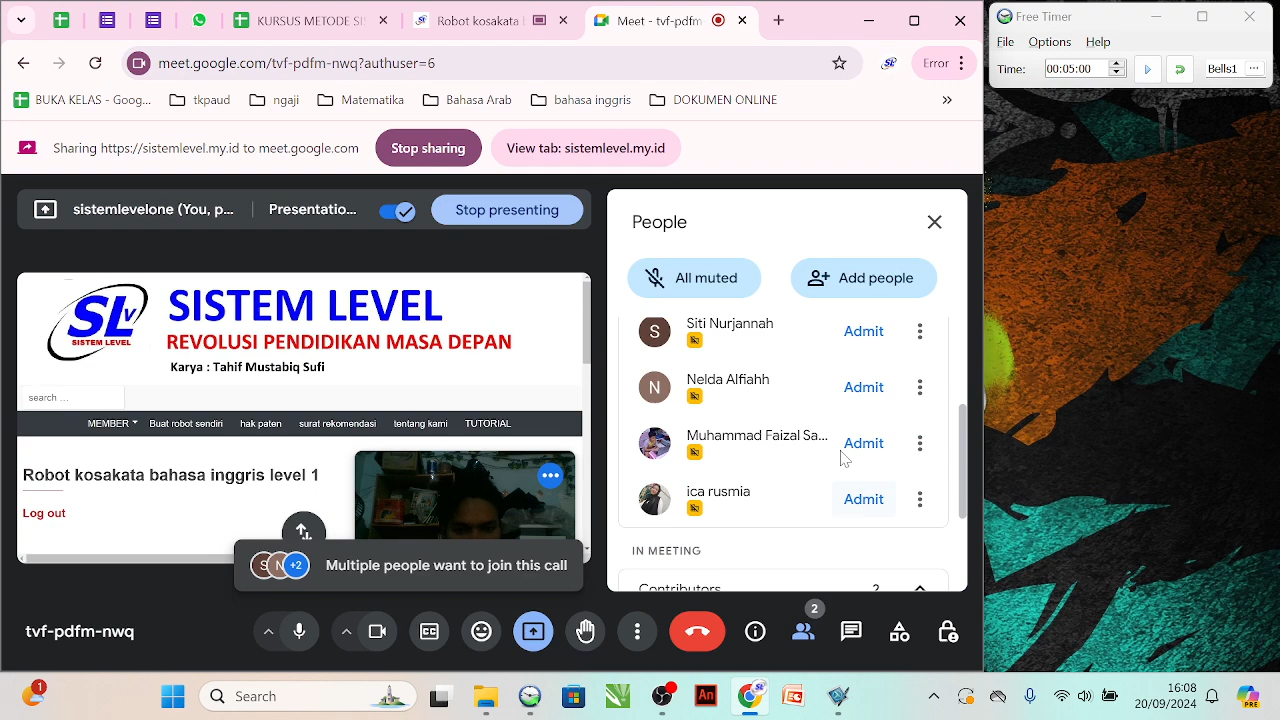 KURSUS METODE SIS
Robot kosakata l
Meet - tvf-pdfm
meet.google.com/tvf-pdfm-nwq?authuser=6
Error
BUKA KELAS - Goog...
tkpaud
bahasa inggris
DOKUMEN ONLINE
Sharing https://sistemlevel.my.id to meet.google.com
Stop sharing
View tab: sistemlevel.my.id
sistemlevelone (You, p...
Presentatio...
Stop presenting
SLv
SISTEM LEVEL
SISTEM LEVEL
REVOLUSI PENDIDIKAN MASA DEPAN
Karya : Tahif Mustabiq Sufi
search ...
MEMBER
Buat robot sendiri
hak paten
surat rekomendasi
tentang kami
TUTORIAL
Robot kosakata bahasa inggris level 1
Log out
S N +2
Multiple people want to join this call
People
All muted
Add people
S
Siti Nurjannah
Admit
N
Nelda Alfiahh
Admit
Muhammad Faizal Sa...
Admit
ica rusmia
Admit
IN MEETING
Contributors
2
tvf-pdfm-nwq
2
Free Timer
File
Options
Help
Time:
00:05:00
Bells1
...
1
Search
An
16:08
20/09/2024
PRE